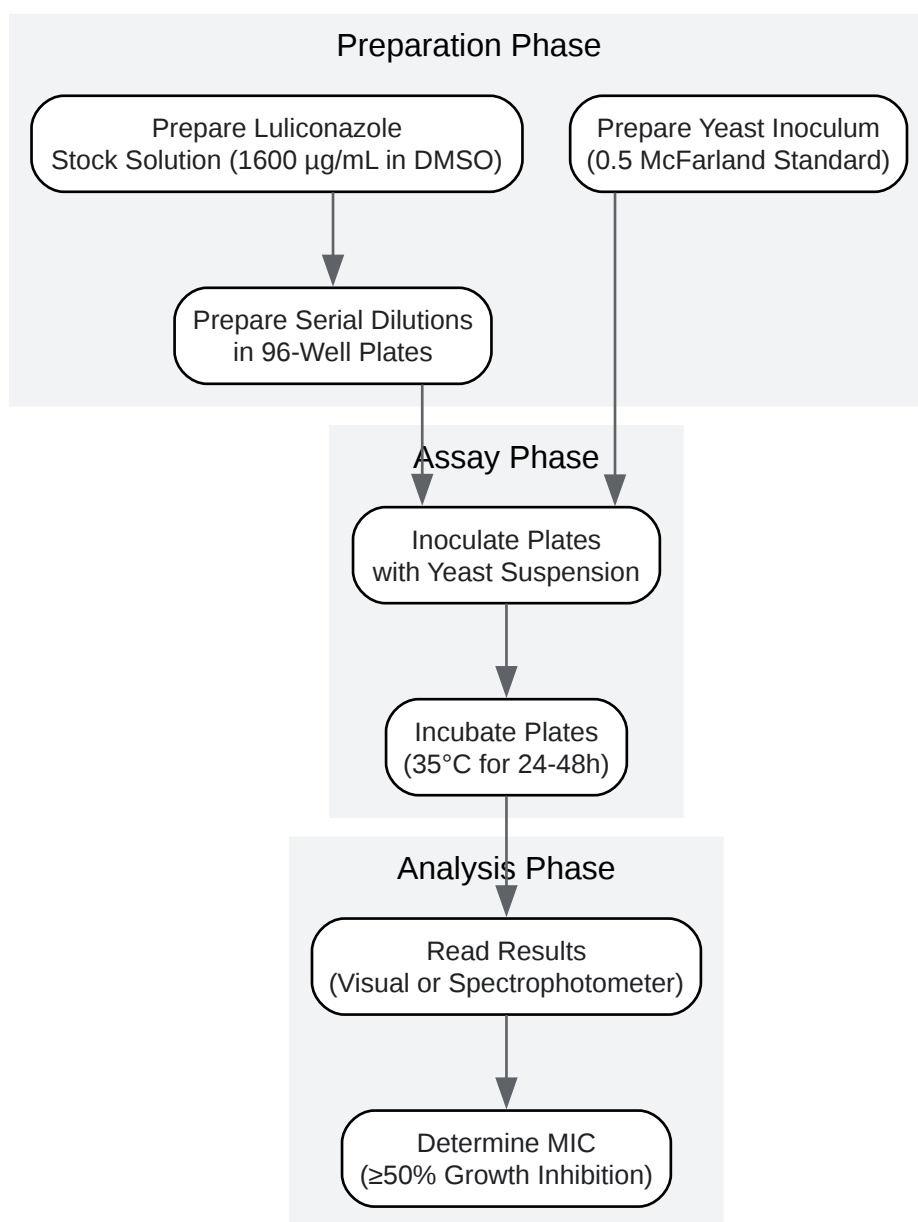 Preparation Phase
Prepare Luliconazole
Stock Solution (1600 µg/mL in DMSO)
Prepare Yeast Inoculum
(0.5 McFarland Standard)
Prepare Serial Dilutions
in 96-Well Plates
Assay Phase
Inoculate Plates
with Yeast Suspension
Incubate Plates
(35°C for 24-48h)
Analysis Phase
Read Results
(Visual or Spectrophotometer)
Determine MIC
(≥50% Growth Inhibition)